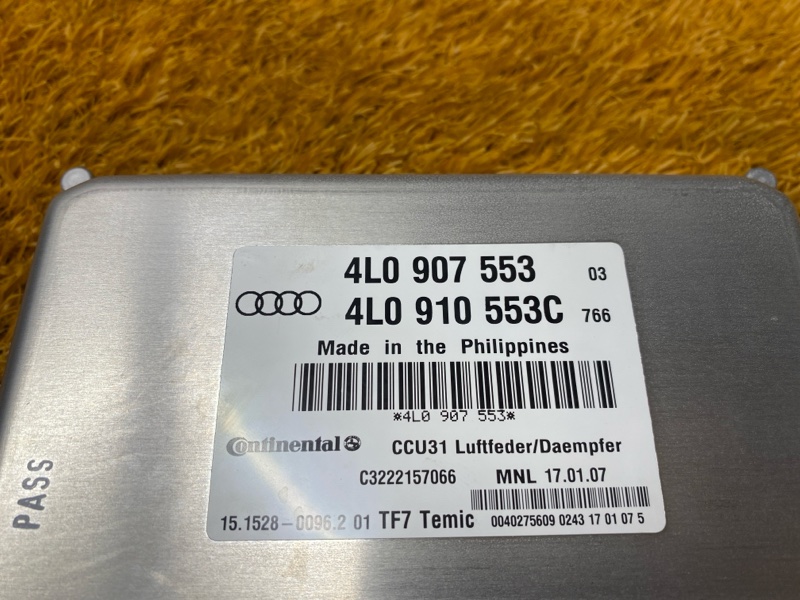 4L0 907 553 03
4L0 910 553C 766
Made in the Philippines
*4L0 907 553*
Continental CCU31 Luftfeder/Daempfer
C3222157066 MNL 17.01.07
15.1528-0096.2 01 TF7 Temic 0040275609 0243 17 01 07 5
PASS